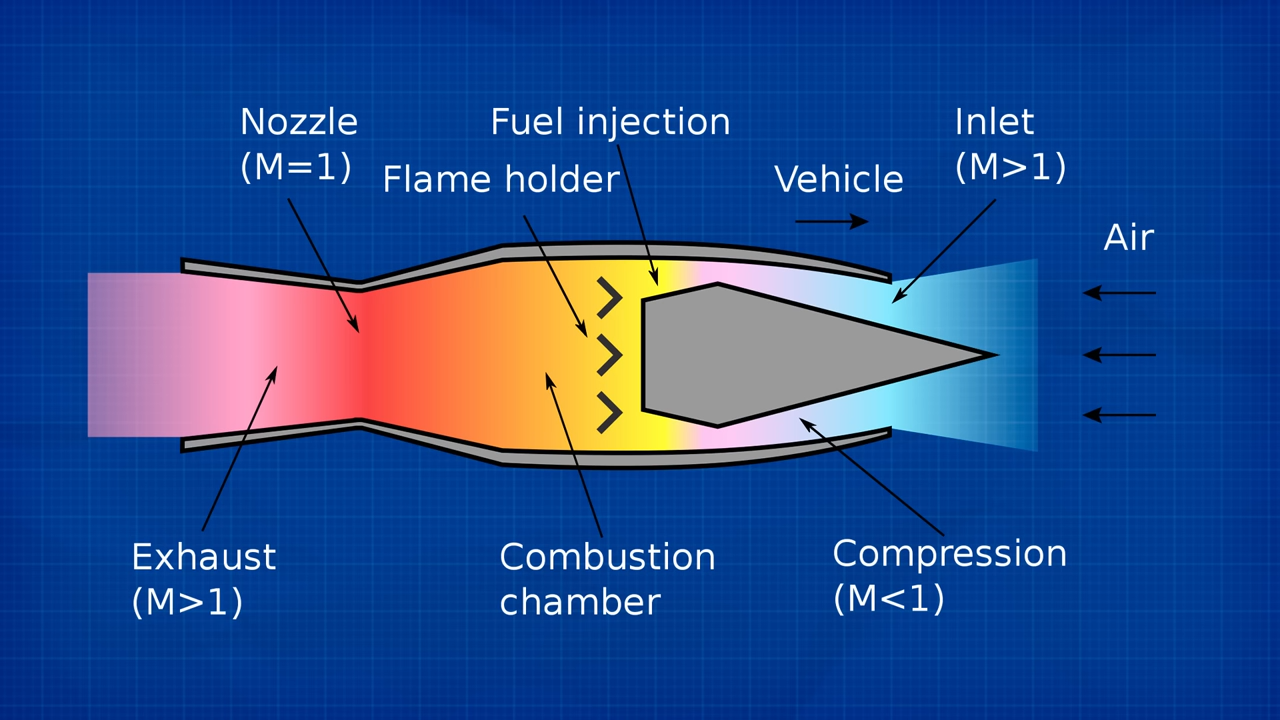 Nozzle
(M=1)
Fuel injection
Flame holder
Vehicle
Inlet
(M>1)
Air
Exhaust
(M>1)
Combustion
chamber
Compression
(M<1)